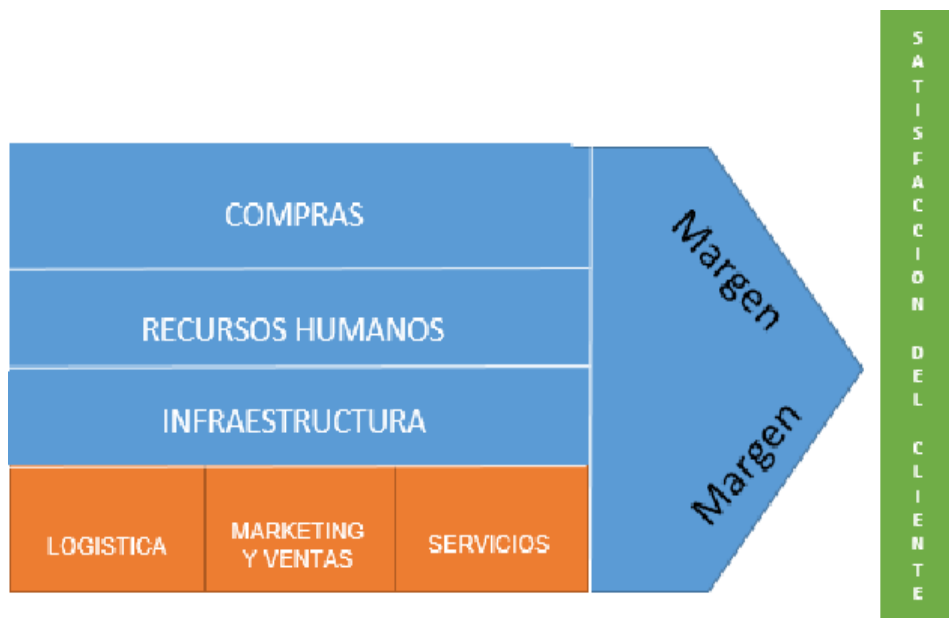 COMPRAS
RECURSOS HUMANOS
INFRAESTRUCTURA
LOGISTICA
MARKETING
Y VENTAS
SERVICIOS
Margen
Margen
SATISFACCION DEL CLIENTE